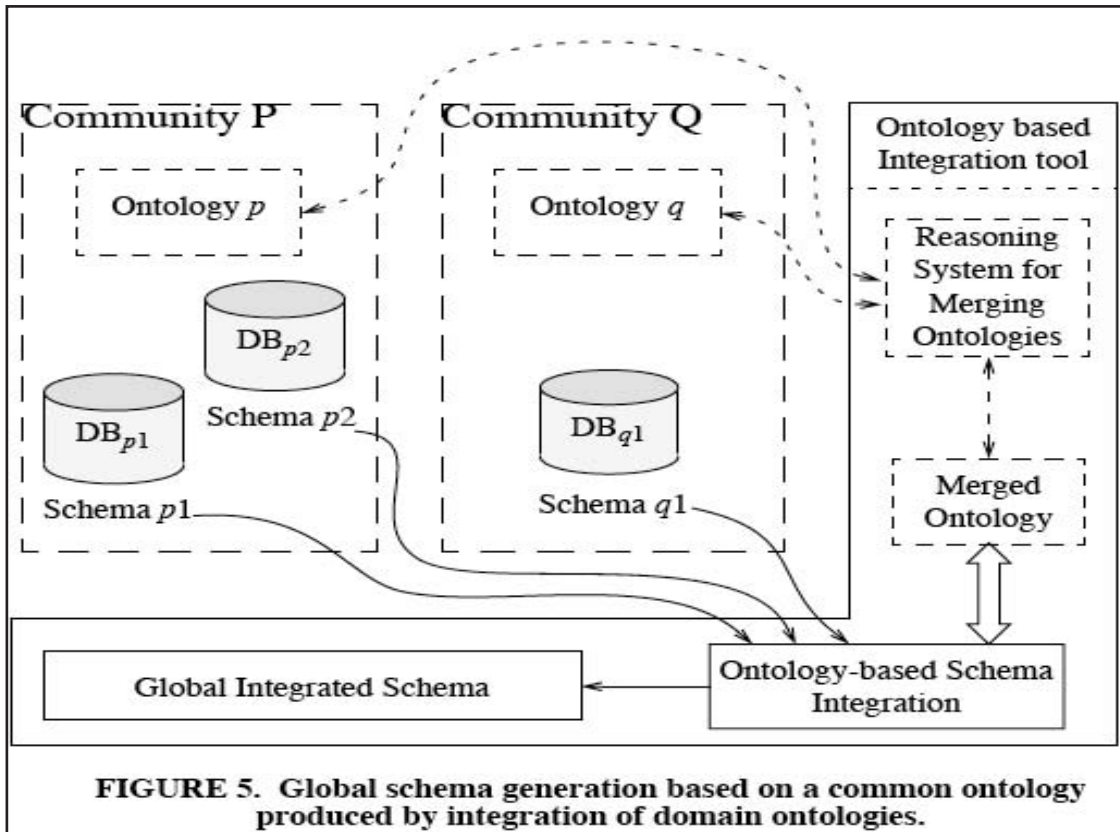 Community P
Ontology p
DBp2
Schema p2
DBp1
Schema p1
Community Q
Ontology q
DBq1
Schema q1
Ontology based
Integration tool
Reasoning
System for
Merging
Ontologies
Merged
Ontology
Ontology-based Schema
Integration
Global Integrated Schema
FIGURE 5. Global schema generation based on a common ontology
produced by integration of domain ontologies.